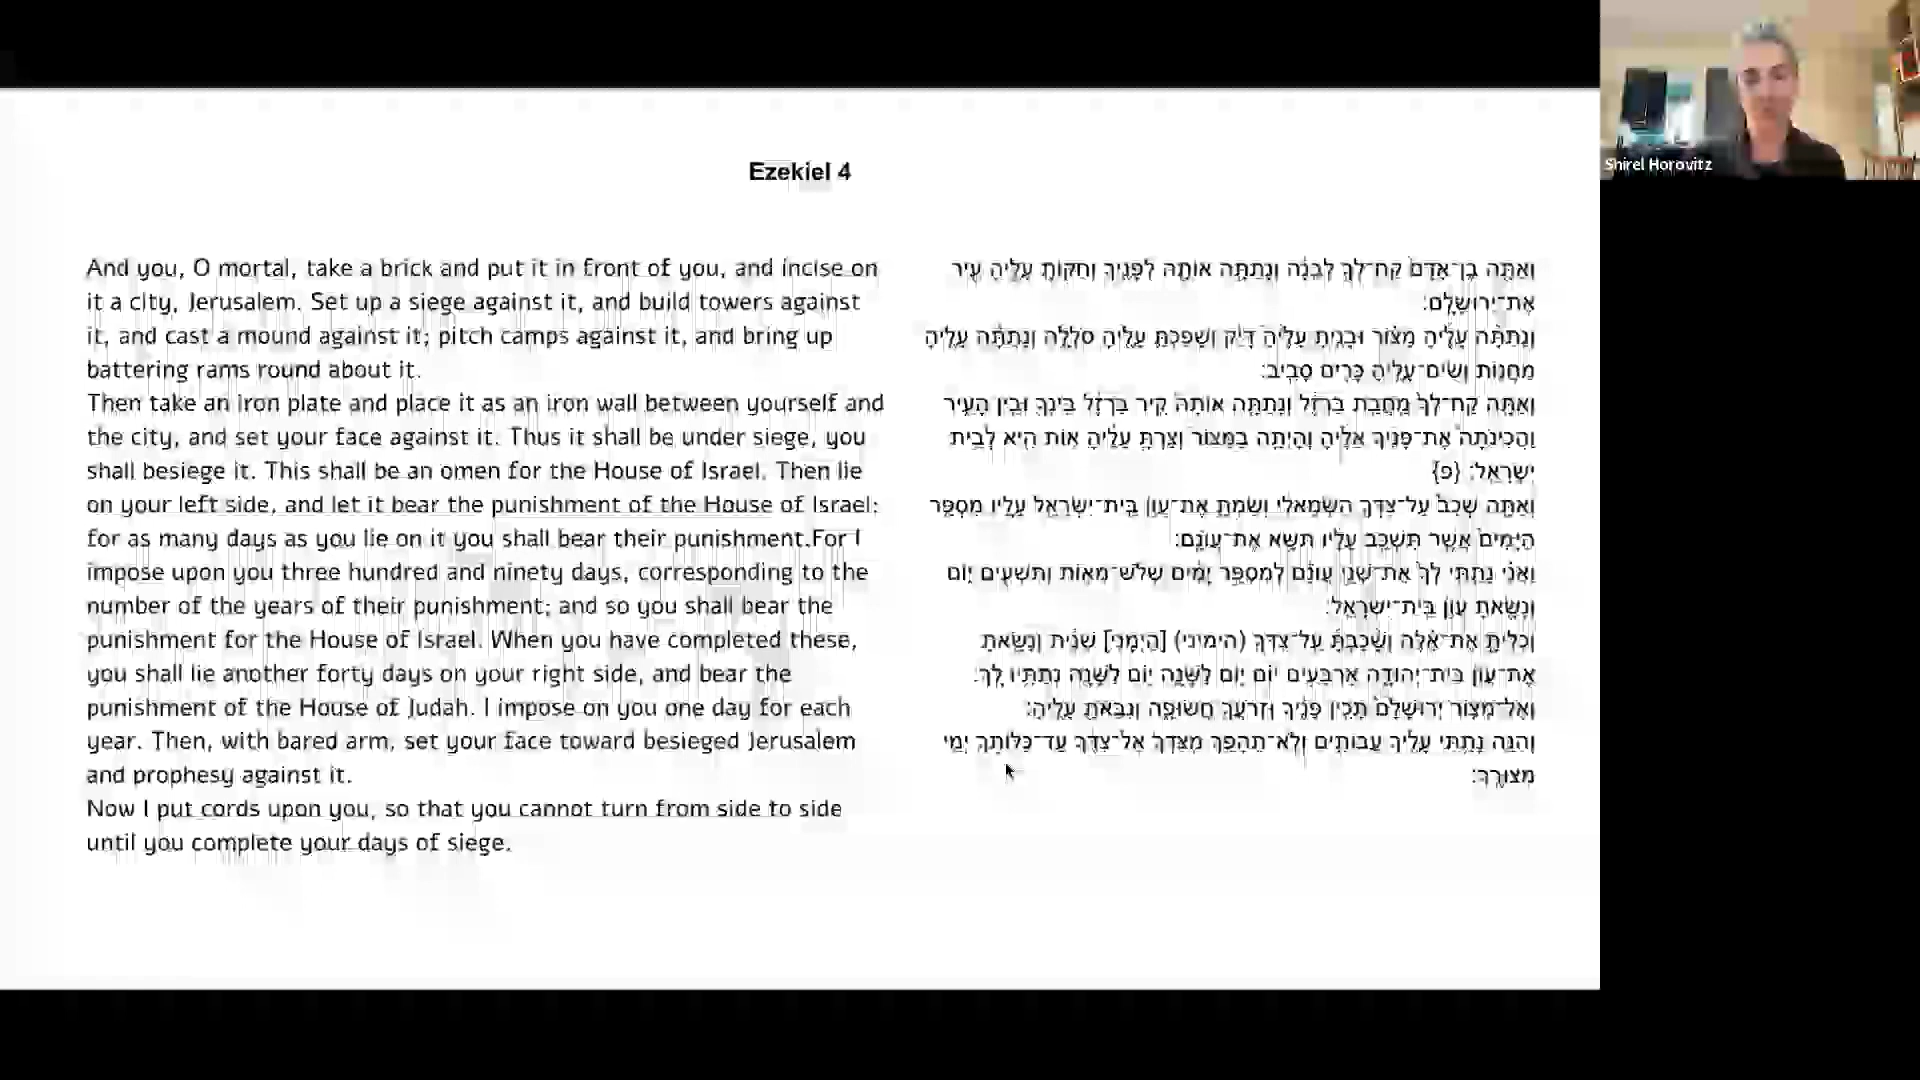 Ezekiel 4
And you, O mortal, take a brick and put it in front of you, and incise on
it a city, Jerusalem. Set up a siege against it, and build towers against
it, and cast a mound against it; pitch camps against it, and bring up
battering rams round about it.
Then take an iron plate and place it as an iron wall between yourself and
the city, and set your face against it. Thus it shall be under siege, you
shall besiege it. This shall be an omen for the House of Israel. Then lie
on your left side, and let it bear the punishment of the House of Israel;
for as many days as you lie on it you shall bear their punishment.For I
impose upon you three hundred and ninety days, corresponding to the
number of the years of their punishment; and so you shall bear the
punishment for the House of Israel. When you have completed these,
you shall lie another forty days on your right side, and bear the
punishment of the House of Judah. I impose on you one day for each
year. Then, with bared arm, set your face toward besieged Jerusalem
and prophesy against it.
Now I put cords upon you, so that you cannot turn from side to side
until you complete your days of siege.
וְאַתָּה בֶן־אָדָם קַח־לְךָ לְבֵנָה וְנָתַתָּה אוֹתָהּ לְפָנֶיךָ וְחַקּוֹתָ עָלֶיהָ עִיר
אֶת־יְרוּשָׁלָ͏ִם׃
וְנָתַתָּה עָלֶיהָ מָצוֹר וּבָנִיתָ עָלֶיהָ דָּיֵק וְשָׁפַכְתָּ עָלֶיהָ סֹלְלָה וְנָתַתָּה עָלֶיהָ
מַחֲנוֹת וְשִׂים־עָלֶיהָ כָּרִים סָבִיב׃
וְאַתָּה קַח־לְךָ מַחֲבַת בַּרְזֶל וְנָתַתָּה אוֹתָהּ קִיר בַּרְזֶל בֵּינְךָ וּבֵין הָעִיר
וַהֲכִינֹתָה אֶת־פָּנֶיךָ אֵלֶיהָ וְהָיְתָה בַמָּצוֹר וְצַרְתָּ עָלֶיהָ אוֹת הִיא לְבֵית
יִשְׂרָאֵל׃ {פ}
וְאַתָּה שְׁכַב עַל־צִדְּךָ הַשְּׂמָאלִי וְשַׂמְתָּ אֶת־עֲוֺן בֵּית־יִשְׂרָאֵל עָלָיו מִסְפַּר
הַיָּמִים אֲשֶׁר תִּשְׁכַּב עָלָיו תִּשָּׂא אֶת־עֲוֺנָם׃
וַאֲנִי נָתַתִּי לְךָ אֶת־שְׁנֵי עֲוֺנָם לְמִסְפַּר יָמִים שְׁלֹשׁ־מֵאוֹת וְתִשְׁעִים יוֹם
וְנָשָׂאתָ עֲוֺן בֵּית־יִשְׂרָאֵל׃
וְכִלִּיתָ אֶת־אֵלֶּה וְשָׁכַבְתָּ עַל־צִדְּךָ (הימיני) [הַיְמָנִי] שֵׁנִית וְנָשָׂאתָ
אֶת־עֲוֺן בֵּית־יְהוּדָה אַרְבָּעִים יוֹם יוֹם לַשָּׁנָה יוֹם לַשָּׁנָה נְתַתִּיו לָךְ׃
וְאֶל־מְצוֹר יְרוּשָׁלַ͏ִם תָּכִין פָּנֶיךָ וּזְרֹעֲךָ חֲשׂוּפָה וְנִבֵּאתָ עָלֶיהָ׃
וְהִנֵּה נָתַתִּי עָלֶיךָ עֲבוֹתִים וְלֹא־תֵהָפֵךְ מִצִּדְּךָ אֶל־צִדֶּךָ עַד־כַּלּוֹתְךָ יְמֵי
מְצוּרֶךָ׃
Shirel Horovitz